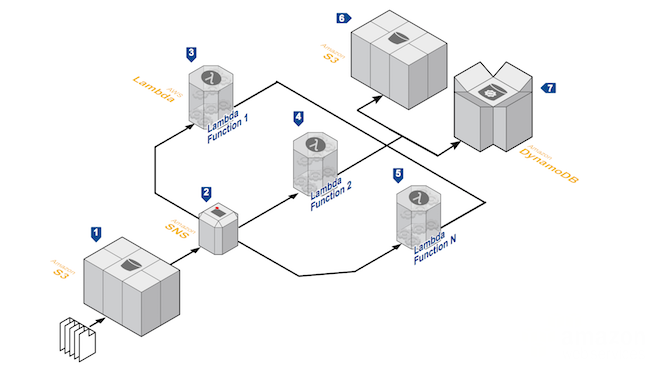 6
Amazon
S3
3
AWS
Lambda
7
Lambda
Function 1
4
Amazon
DynamoDB
2
Lambda
Function 2
5
Amazon
SNS
1
Lambda
Function N
Amazon
S3